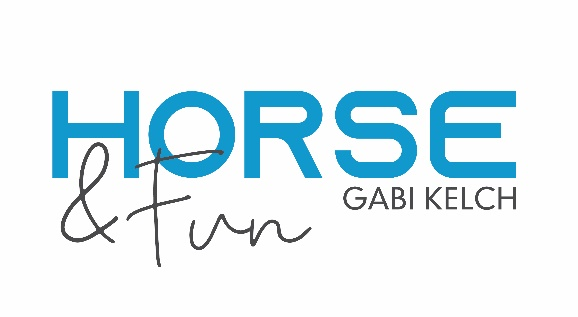 HORSE
& Fun
GABI KELCH